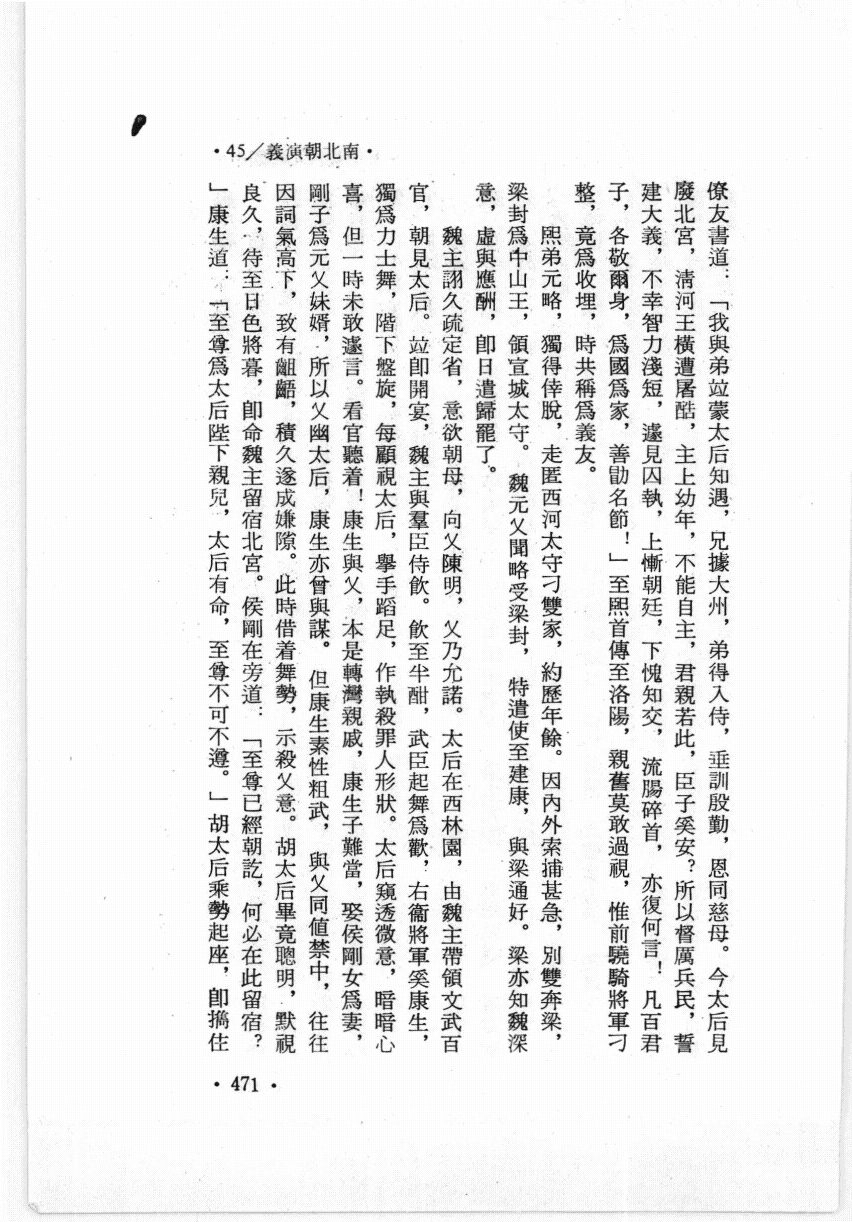 ·45╱義演朝北南·
僚友書道：「我與弟竝蒙太后知遇，兄據大州，弟得入侍，垂訓殷勤，恩同慈母。今太后見
廢北宮，淸河王橫遭屠酷，主上幼年，不能自主，君親若此，臣子奚安？所以督厲兵民，誓
建大義，不幸智力淺短，遽見囚執，上慚朝廷，下愧知交，流腸碎首，亦復何言！凡百君
子，各敬爾身，爲國爲家，善勖名節！」至熙首傳至洛陽，親舊莫敢過視，惟前驍騎將軍刁
整，竟爲收埋，時共稱爲義友。
熙弟元略，獨得倖脫，走匿西河太守刁雙家，約歷年餘。因內外索捕甚急，別雙奔梁，
梁封爲中山王，領宣城太守。魏元乂聞略受梁封，特遣使至建康，與梁通好。梁亦知魏深
意，虛與應酬，卽日遣歸罷了。
魏主詡久疏定省，意欲朝母，向乂陳明，乂乃允諾。太后在西林園，由魏主帶領文武百
官，朝見太后。竝卽開宴，魏主與羣臣侍飮。飮至半酣，武臣起舞爲歡，右衞將軍奚康生，
獨爲力士舞，階下盤旋，每顧視太后，舉手蹈足，作執殺罪人形狀。太后窺透微意，暗暗心
喜，但一時未敢遽言。看官聽着！康生與乂，本是轉灣親戚，康生子難當，娶侯剛女爲妻，
剛子爲元乂妹婿，所以乂幽太后，康生亦曾與謀。但康生素性粗武，與乂同値禁中，往往
因詞氣高下，致有齟齬，積久遂成嫌隙。此時借着舞勢，示殺乂意。胡太后畢竟聰明，默視
良久，待至日色將暮，卽命魏主留宿北宮。侯剛在旁道：「至尊已經朝訖，何必在此留宿？
」康生道：「至尊爲太后陛下親兒，太后有命，至尊不可不遵。」胡太后乘勢起座，卽攜住
·471·